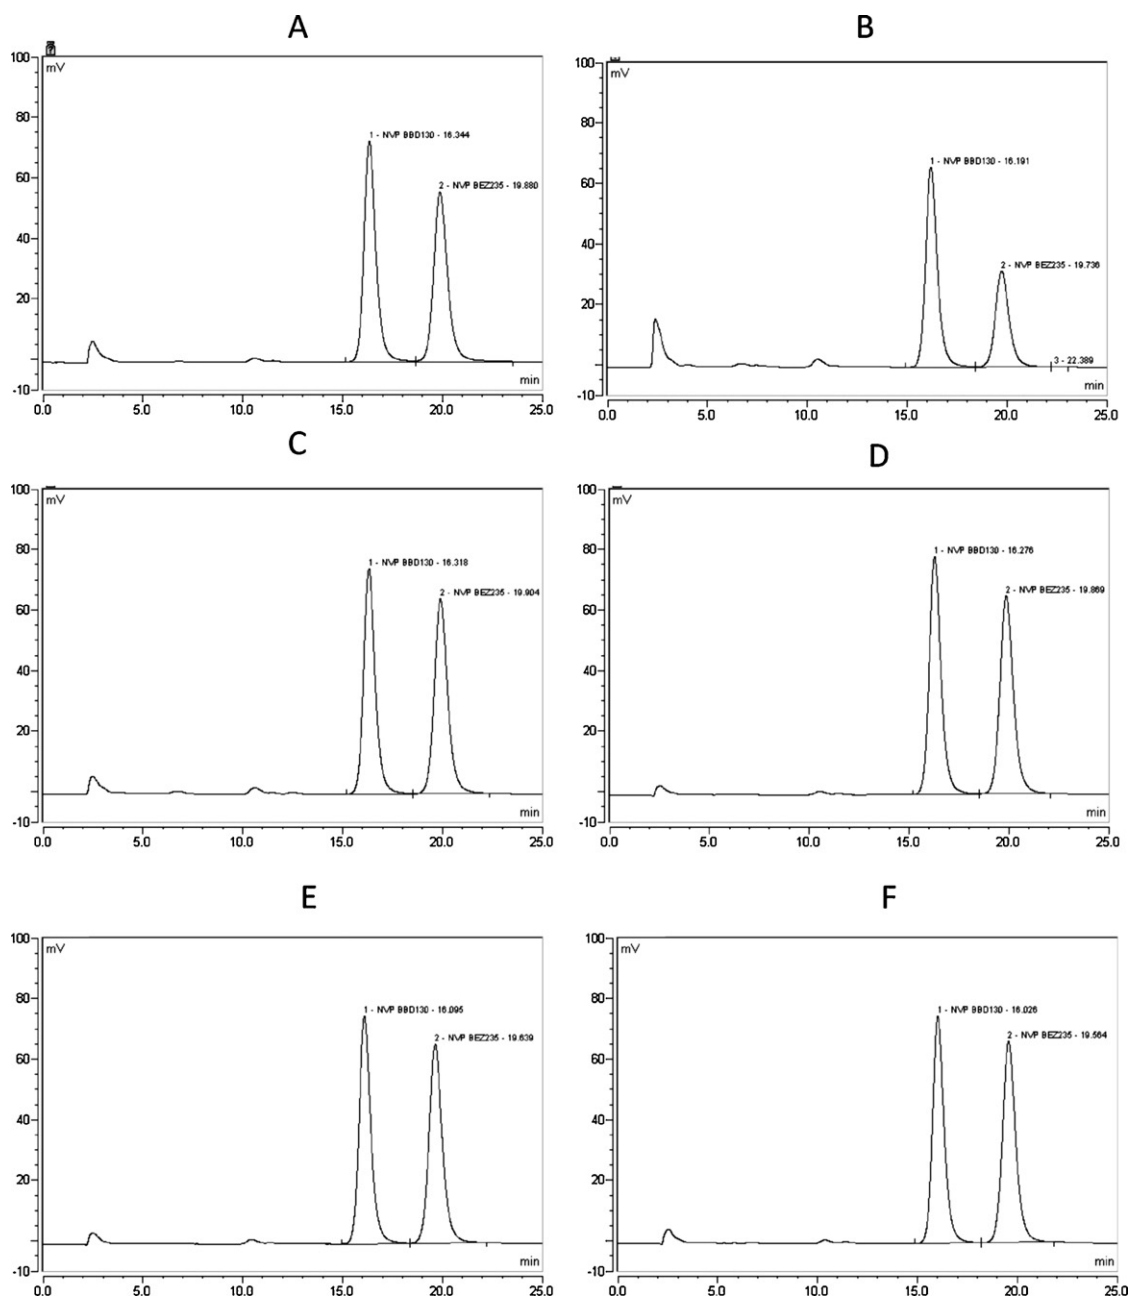 A
100
mV
80
60
40
20
-10
1 - NVP BBD130 - 16.344
2 - NVP BEZ235 - 19.880
min
0.0 5.0 10.0 15.0 20.0 25.0
B
100
mV
80
60
40
20
-10
1 - NVP BBD130 - 16.191
2 - NVP BEZ235 - 19.736
3 - 22.389
min
0.0 5.0 10.0 15.0 20.0 25.0
C
100
mV
80
60
40
20
-10
1 - NVP BBD130 - 16.318
2 - NVP BEZ235 - 19.904
min
0.0 5.0 10.0 15.0 20.0 25.0
D
100
mV
80
60
40
20
-10
1 - NVP BBD130 - 16.276
2 - NVP BEZ235 - 19.869
min
0.0 5.0 10.0 15.0 20.0 25.0
E
100
mV
80
60
40
20
-10
1 - NVP BBD130 - 16.095
2 - NVP BEZ235 - 19.639
min
0.0 5.0 10.0 15.0 20.0 25.0
F
100
mV
80
60
40
20
-10
1 - NVP BBD130 - 16.026
2 - NVP BEZ235 - 19.564
min
0.0 5.0 10.0 15.0 20.0 25.0